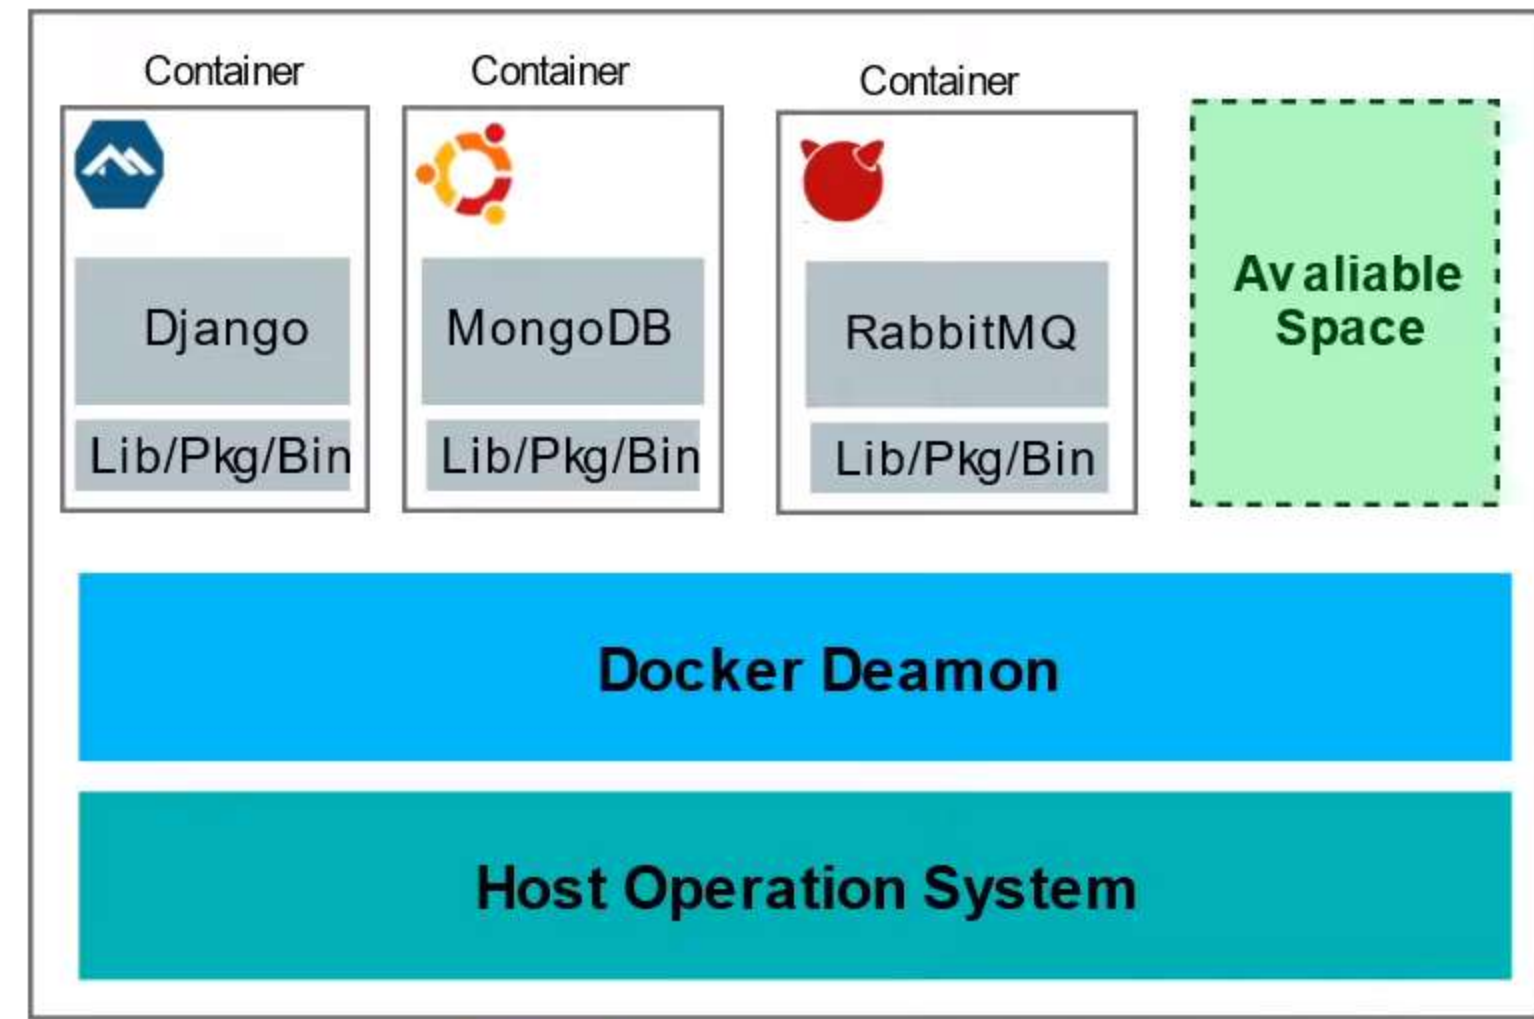 Container
Container
Container
Django
Lib/Pkg/Bin
MongoDB
Lib/Pkg/Bin
RabbitMQ
Lib/Pkg/Bin
Avaliable
Space
Docker Deamon
Host Operation System